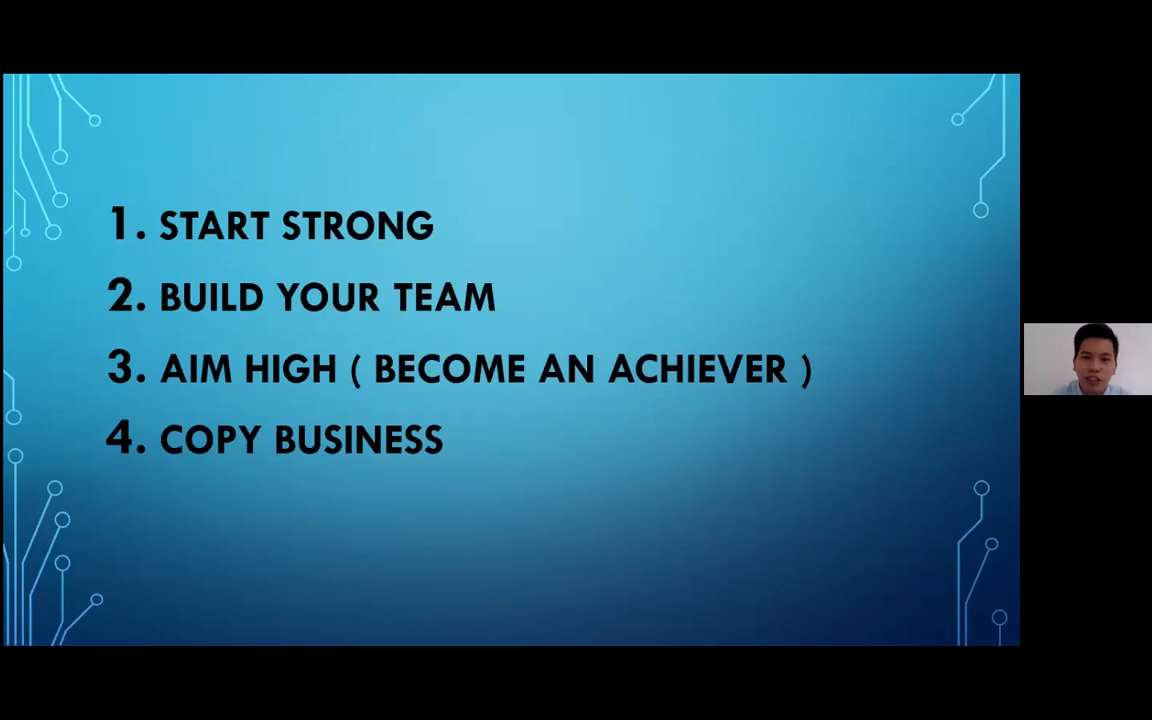 1. START STRONG
2. BUILD YOUR TEAM
3. AIM HIGH ( BECOME AN ACHIEVER )
4. COPY BUSINESS